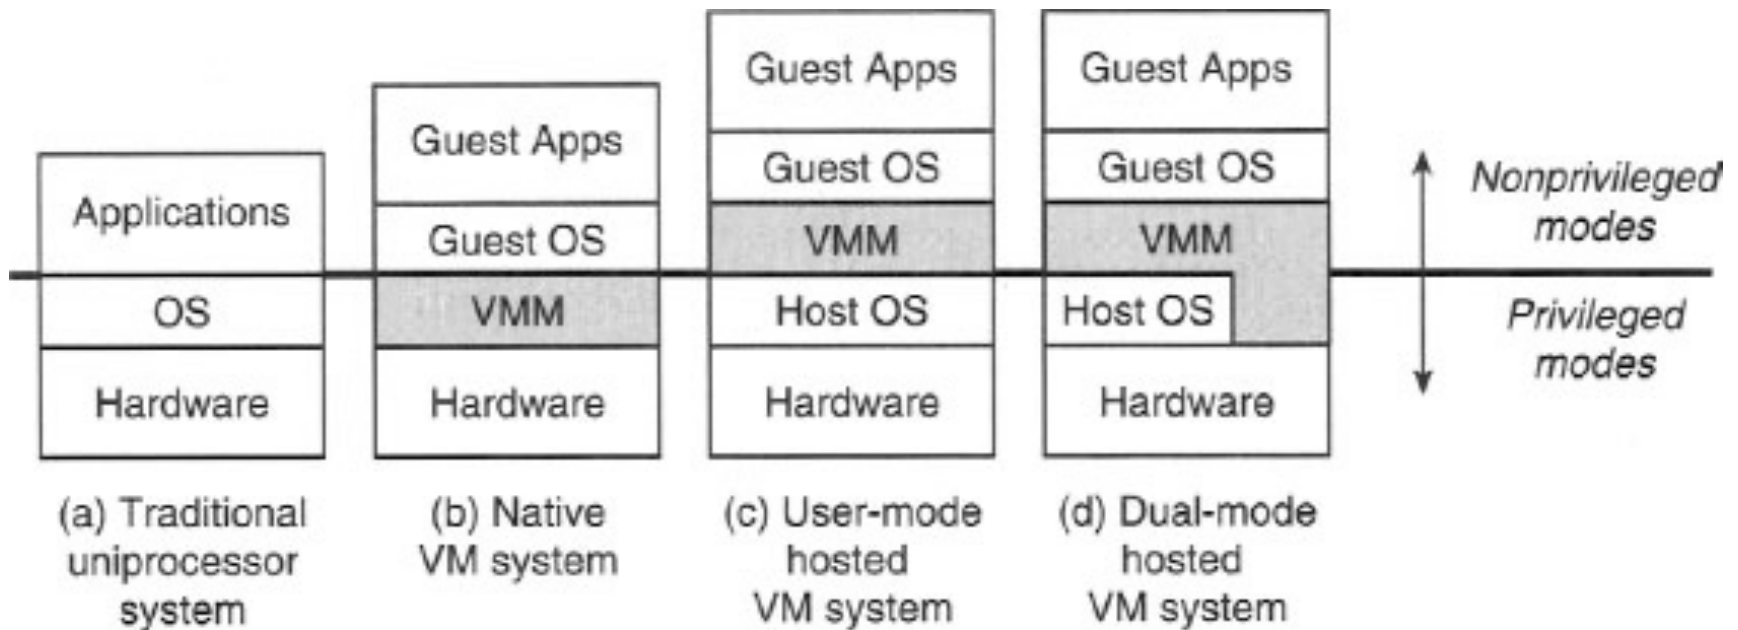 Applications
OS
Hardware
(a) Traditional
uniprocessor
system
Guest Apps
Guest OS
VMM
Hardware
(b) Native
VM system
Guest Apps
Guest OS
VMM
Host OS
Hardware
(c) User-mode
hosted
VM system
Guest Apps
Guest OS
VMM
Host OS
Hardware
(d) Dual-mode
hosted
VM system
Nonprivileged
modes
Privileged
modes